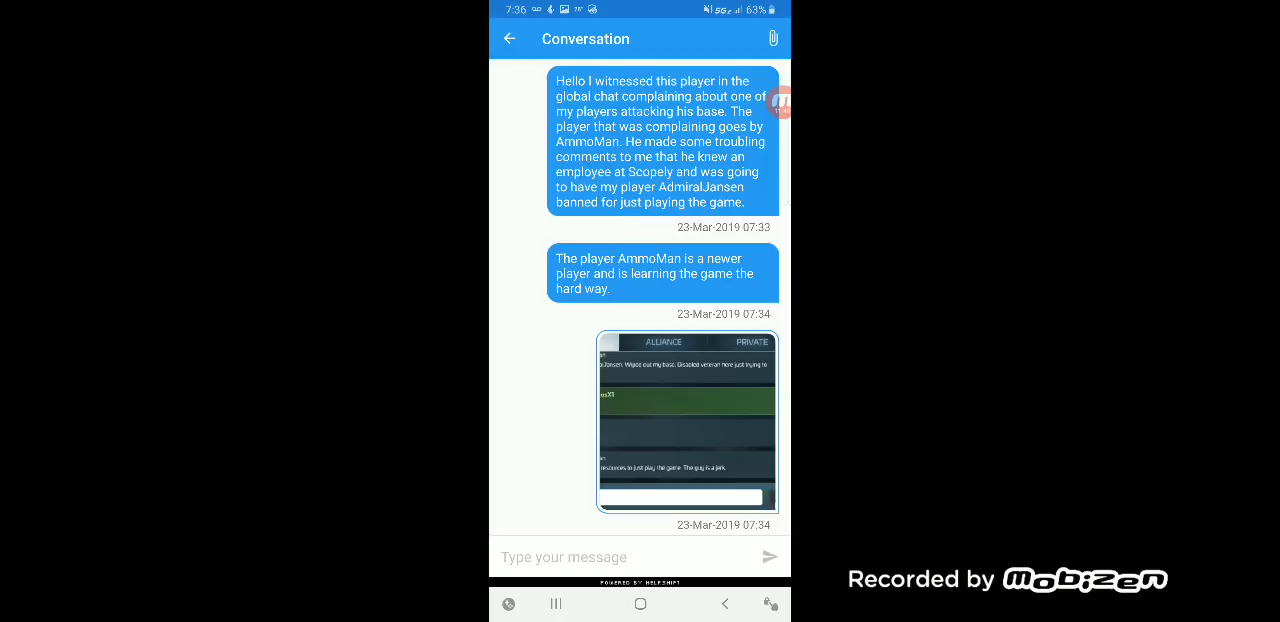 7:36
28°
5G E
63%
Conversation
Hello I witnessed this player in the
global chat complaining about one of
my players attacking his base. The
player that was complaining goes by
AmmoMan. He made some troubling
comments to me that he knew an
employee at Scopely and was going
to have my player AdmiralJansen
banned for just playing the game.
23-Mar-2019 07:33
The player AmmoMan is a newer
player and is learning the game the
hard way.
23-Mar-2019 07:34
ALLIANCE PRIVATE
an
alJansen. Wiped out my base. Disabled veteran here just trying to
usX1
an
resources to just play the game. The guy is a jerk.
23-Mar-2019 07:34
Type your message
POWERED BY HELPSHIFT
Recorded by mobizen